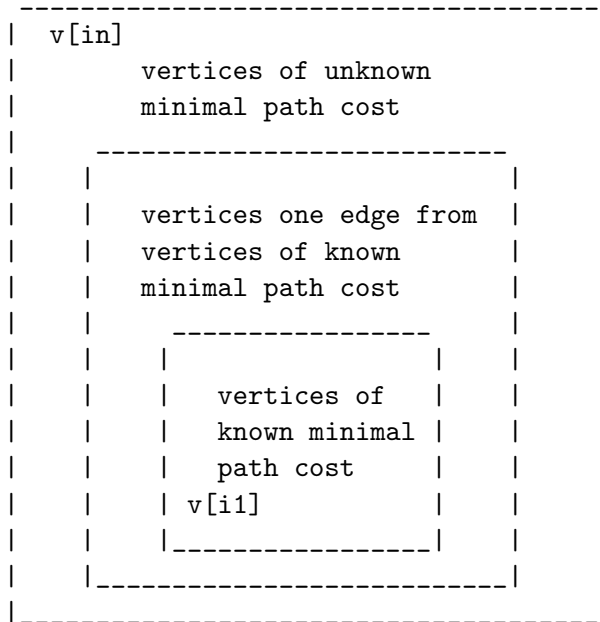 v[in]
vertices of unknown
minimal path cost
vertices one edge from
vertices of known
minimal path cost
vertices of
known minimal
path cost
v[i1]